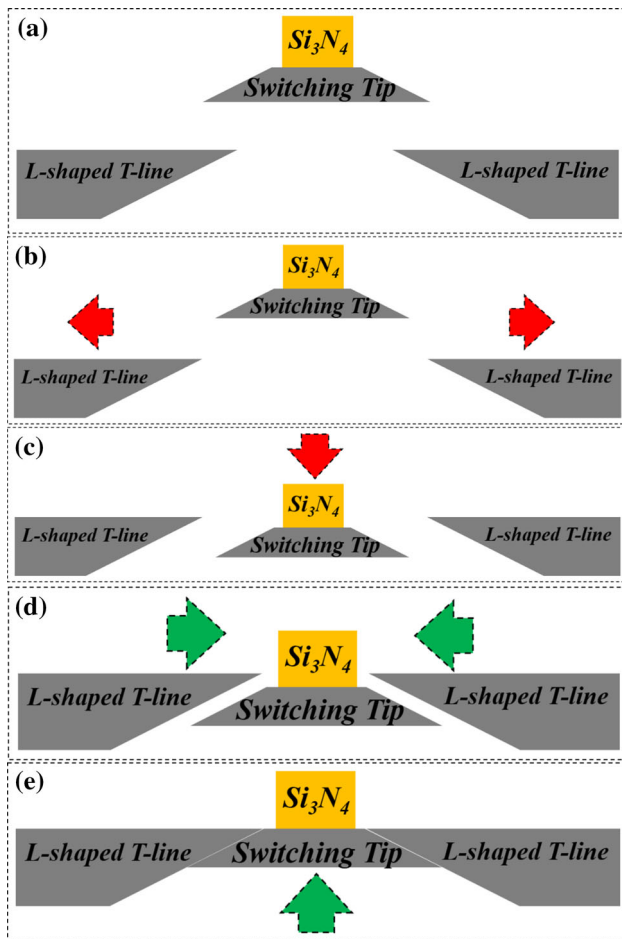 (a)
Si₃N₄
Switching Tip
L-shaped T-line L-shaped T-line
(b)
Si₃N₄
Switching Tip
L-shaped T-line L-shaped T-line
(c)
Si₃N₄
L-shaped T-line Switching Tip L-shaped T-line
(d)
Si₃N₄
L-shaped T-line Switching Tip L-shaped T-line
(e)
Si₃N₄
L-shaped T-line Switching Tip L-shaped T-line